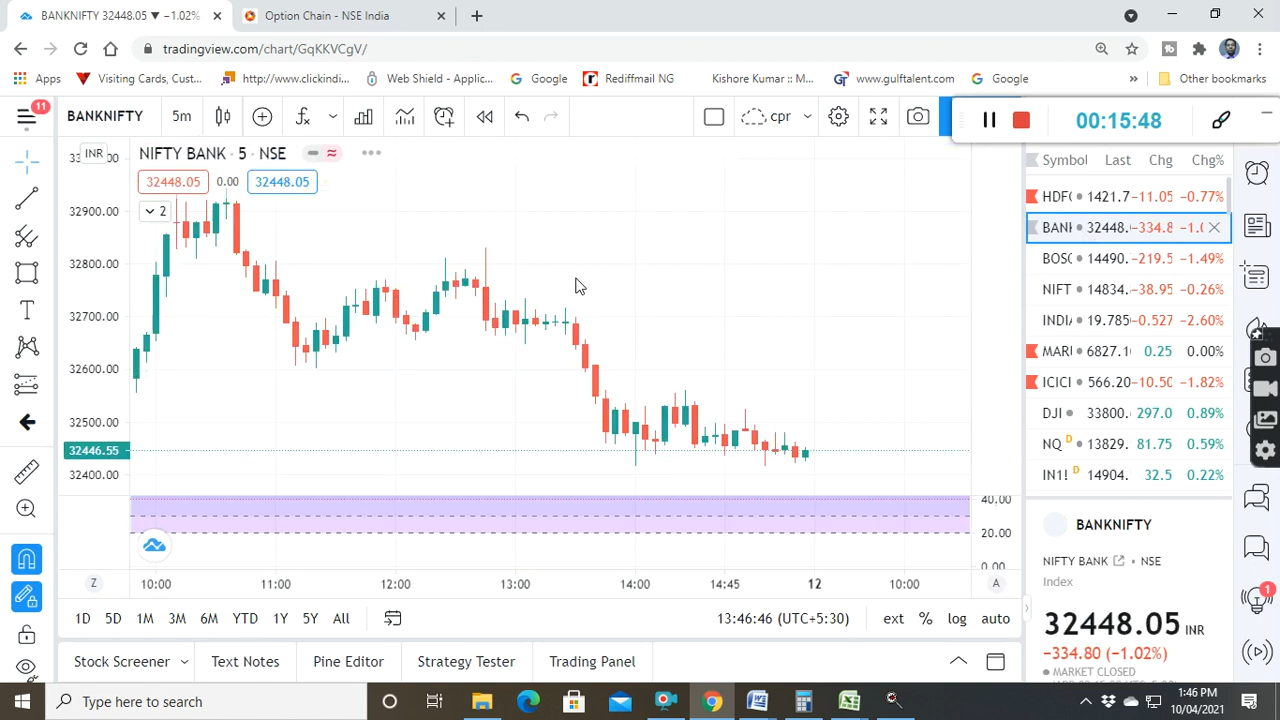 BANKNIFTY 32448.05 ▼ −1.02%
Option Chain - NSE India
tradingview.com/chart/GqKKVCgV/
Apps
Visiting Cards, Cust...
http://www.clickindi...
Web Shield - Applic...
Google
Rediffmail NG
Kishore Kumar :: M...
www.gulftalent.com
Google
»
Other bookmarks
11
BANKNIFTY
5m
cpr
00:15:48
INR
NIFTY BANK · 5 · NSE
32448.05
0.00
32448.05
2
32900.00
32800.00
32700.00
32600.00
32500.00
32446.55
32400.00
40.00
20.00
0.00
Z
10:00
11:00
12:00
13:00
14:00
14:45
12
10:00
A
1D
5D
1M
3M
6M
YTD
1Y
5Y
All
13:46:46 (UTC+5:30)
ext
%
log
auto
Stock Screener
Text Notes
Pine Editor
Strategy Tester
Trading Panel
Symbol Last Chg Chg%
HDFC 1421.7 −11.05 −0.77%
BANK 32448. −334.8 −1.0
BOSC 14490. −219.5 −1.49%
NIFT 14834. −38.95 −0.26%
INDIA 19.785 −0.527 −2.60%
MAR 6827.1 0.25 0.00%
ICICI 566.20 −10.50 −1.82%
DJI 33800. 297.0 0.89%
NQ D 13829. 81.75 0.59%
IN1! D 14904. 32.5 0.22%
BANKNIFTY
NIFTY BANK • NSE
Index
32448.05 INR
−334.80 (−1.02%)
MARKET CLOSED
1
Type here to search
1:46 PM
10/04/2021